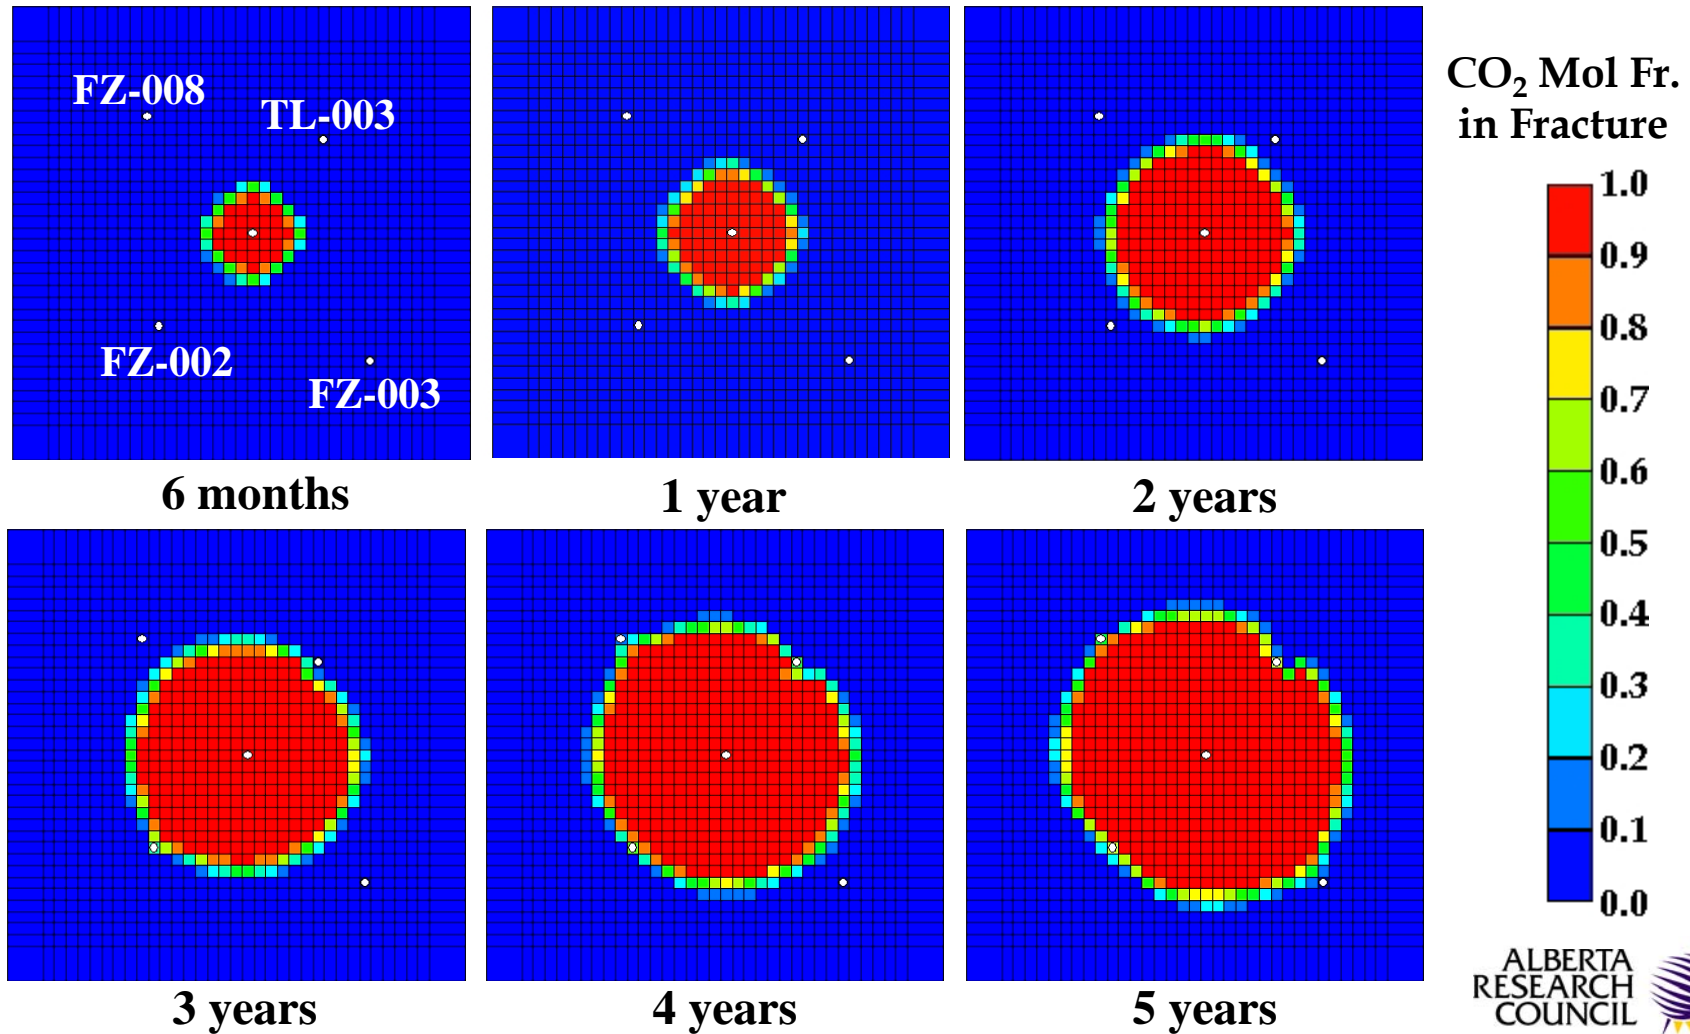 FZ-008
TL-003
FZ-002
FZ-003
6 months
1 year
2 years
3 years
4 years
5 years
CO₂ Mol Fr.
in Fracture
1.0
0.9
0.8
0.7
0.6
0.5
0.4
0.3
0.2
0.1
0.0
ALBERTA
RESEARCH
COUNCIL